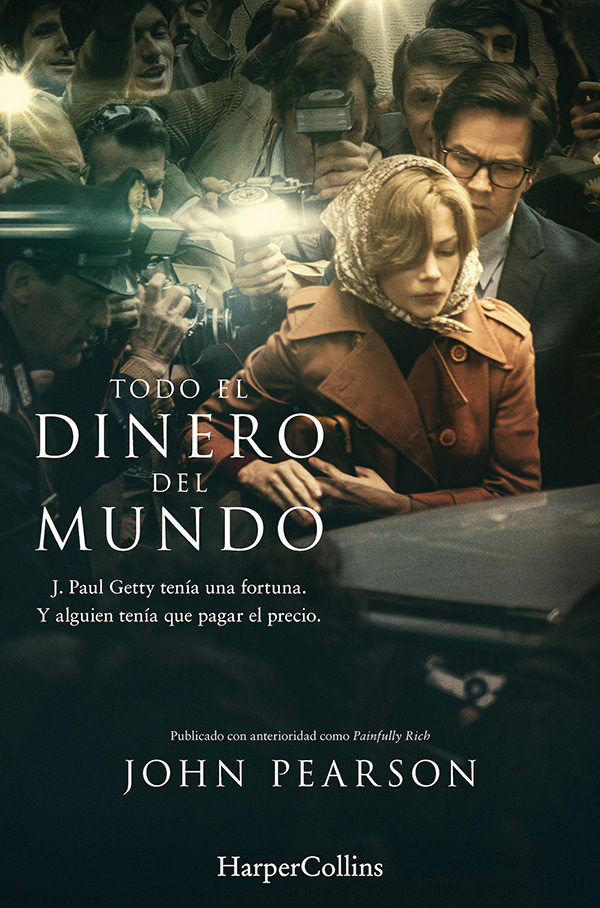 TODO EL
DINERO
DEL
MUNDO
J. Paul Getty tenía una fortuna.
Y alguien tenía que pagar el precio.
Publicado con anterioridad como Painfully Rich
JOHN PEARSON
HarperCollins